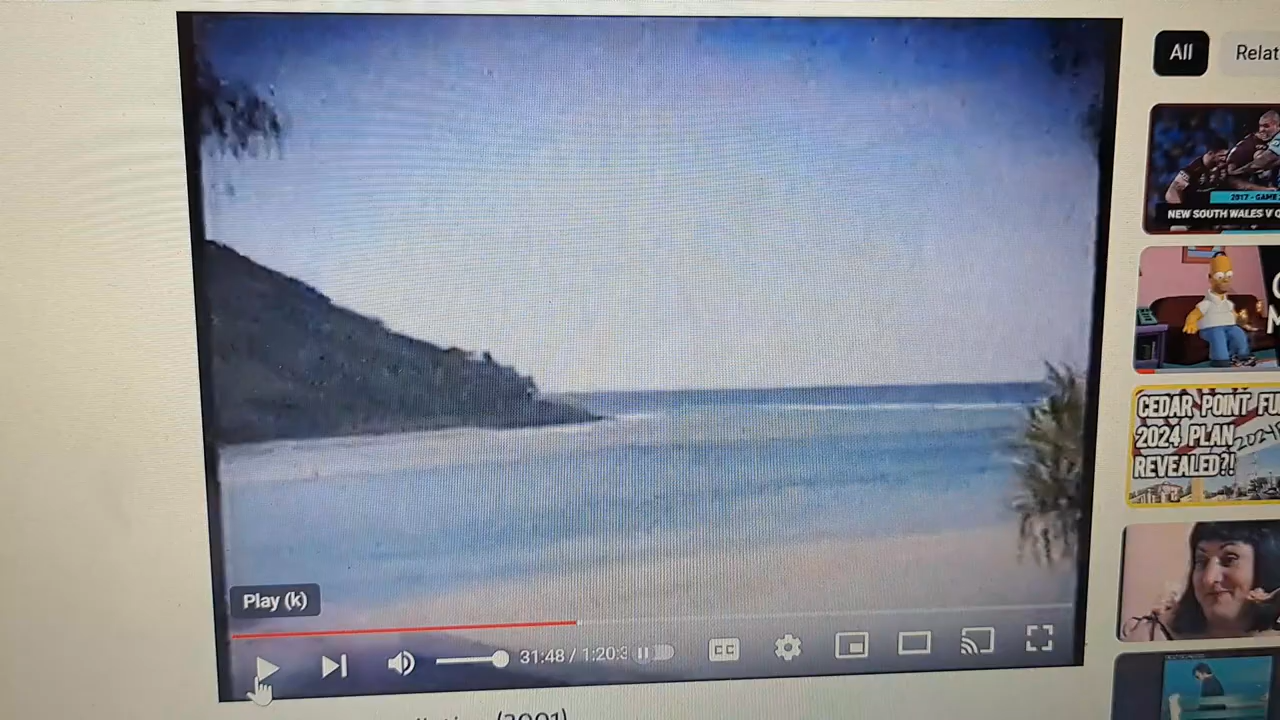 All
Relat
2017 - GAME
NEW SOUTH WALES V
CEDAR POINT FU
2024 PLAN
REVEALED?!
Play (k)
31:48 / 1:20:3
CC
(2001)